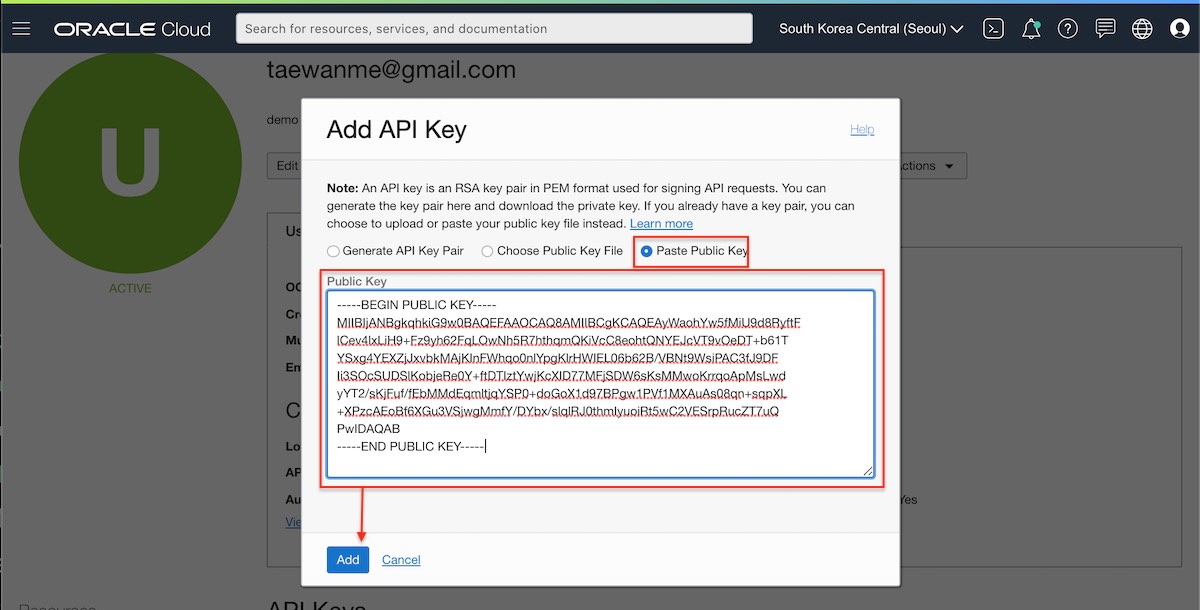 ORACLE Cloud
Search for resources, services, and documentation
South Korea Central (Seoul)
taewanme@gmail.com
U
demo
Add API Key
Help
Edit
ctions
Note: An API key is an RSA key pair in PEM format used for signing API requests. You can
generate the key pair here and download the private key. If you already have a key pair, you can
choose to upload or paste your public key file instead. Learn more
Us
Generate API Key Pair
Choose Public Key File
Paste Public Key
Public Key
ACTIVE
OC
Cr
Mu
Em
-----BEGIN PUBLIC KEY-----
MIIBIjANBgkqhkiG9w0BAQEFAAOCAQ8AMIIBCgKCAQEAyWaohYw5fMiU9d8RyftF
lCev4lxLiH9+Fz9yh62FqLOwNh5R7hthqmQKiVcC8eohtQNYEJcVT9vOeDT+b61T
YSxg4YEXZjJxvbkMAjKlnFWhqo0nlYpgKlrHWlEL06b62B/VBNt9WsiPAC3fJ9DF
Ii3SOcSUDSlKobjeRe0Y+ftDTlztYwjKcXID77MFjSDW6sKsMMwoKrrqoApMsLwd
yYT2/sKjFuf/fEbMMdEqmltjqYSP0+doGoX1d97BPgw1PVf1MXAuAs08qn+sqpXL
+XPzcAEoBf6XGu3VSjwgMmfY/DYbx/slqlRJ0thmIyuoiRt5wC2VESrpRucZT7uQ
PwIDAQAB
-----END PUBLIC KEY-----
Lo
AP
Au
Yes
Vie
Add
Cancel
Resources
API Keys